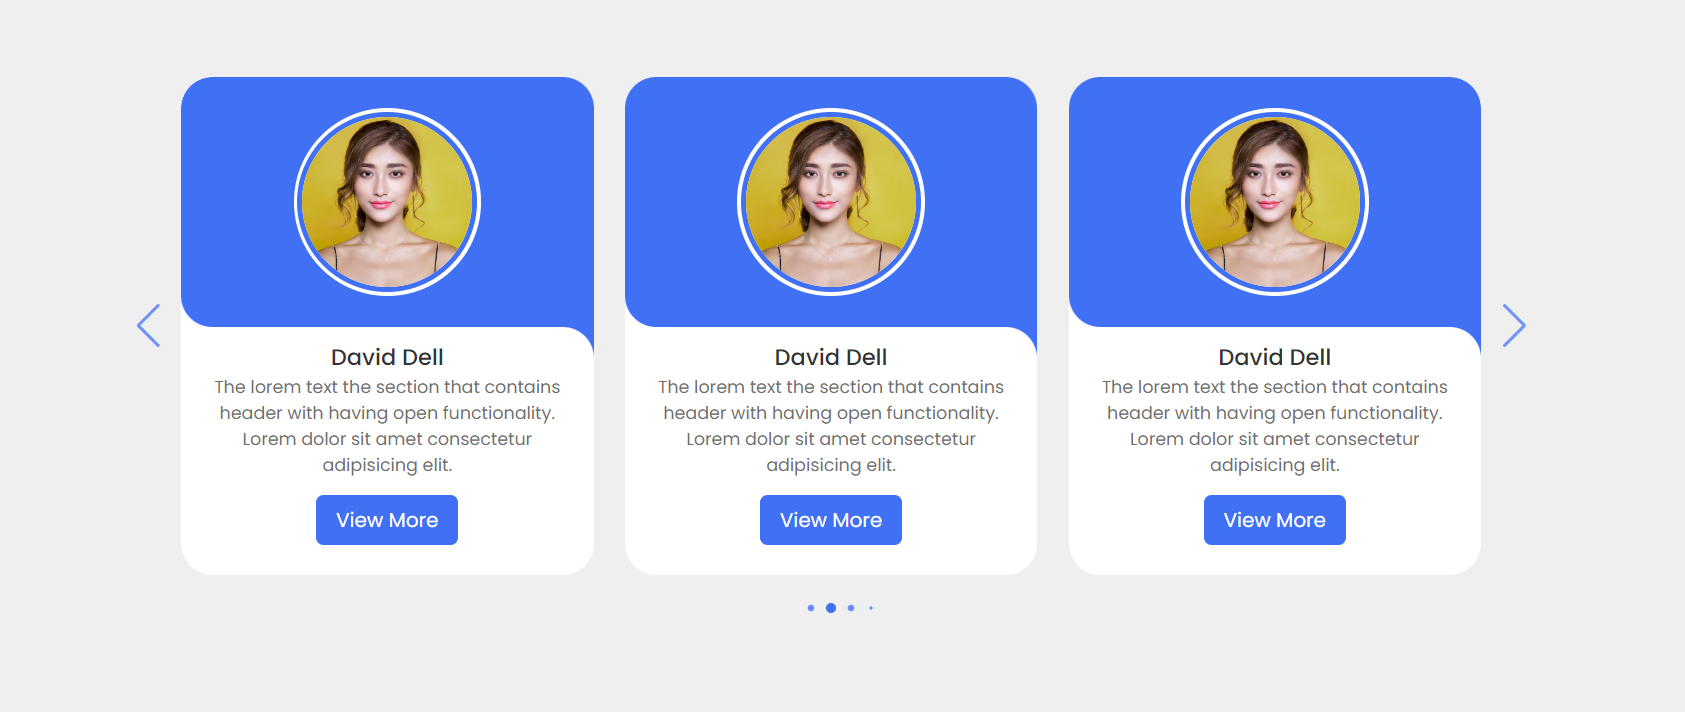 David Dell
The lorem text the section that contains
header with having open functionality.
Lorem dolor sit amet consectetur
adipisicing elit.
View More
David Dell
The lorem text the section that contains
header with having open functionality.
Lorem dolor sit amet consectetur
adipisicing elit.
View More
David Dell
The lorem text the section that contains
header with having open functionality.
Lorem dolor sit amet consectetur
adipisicing elit.
View More